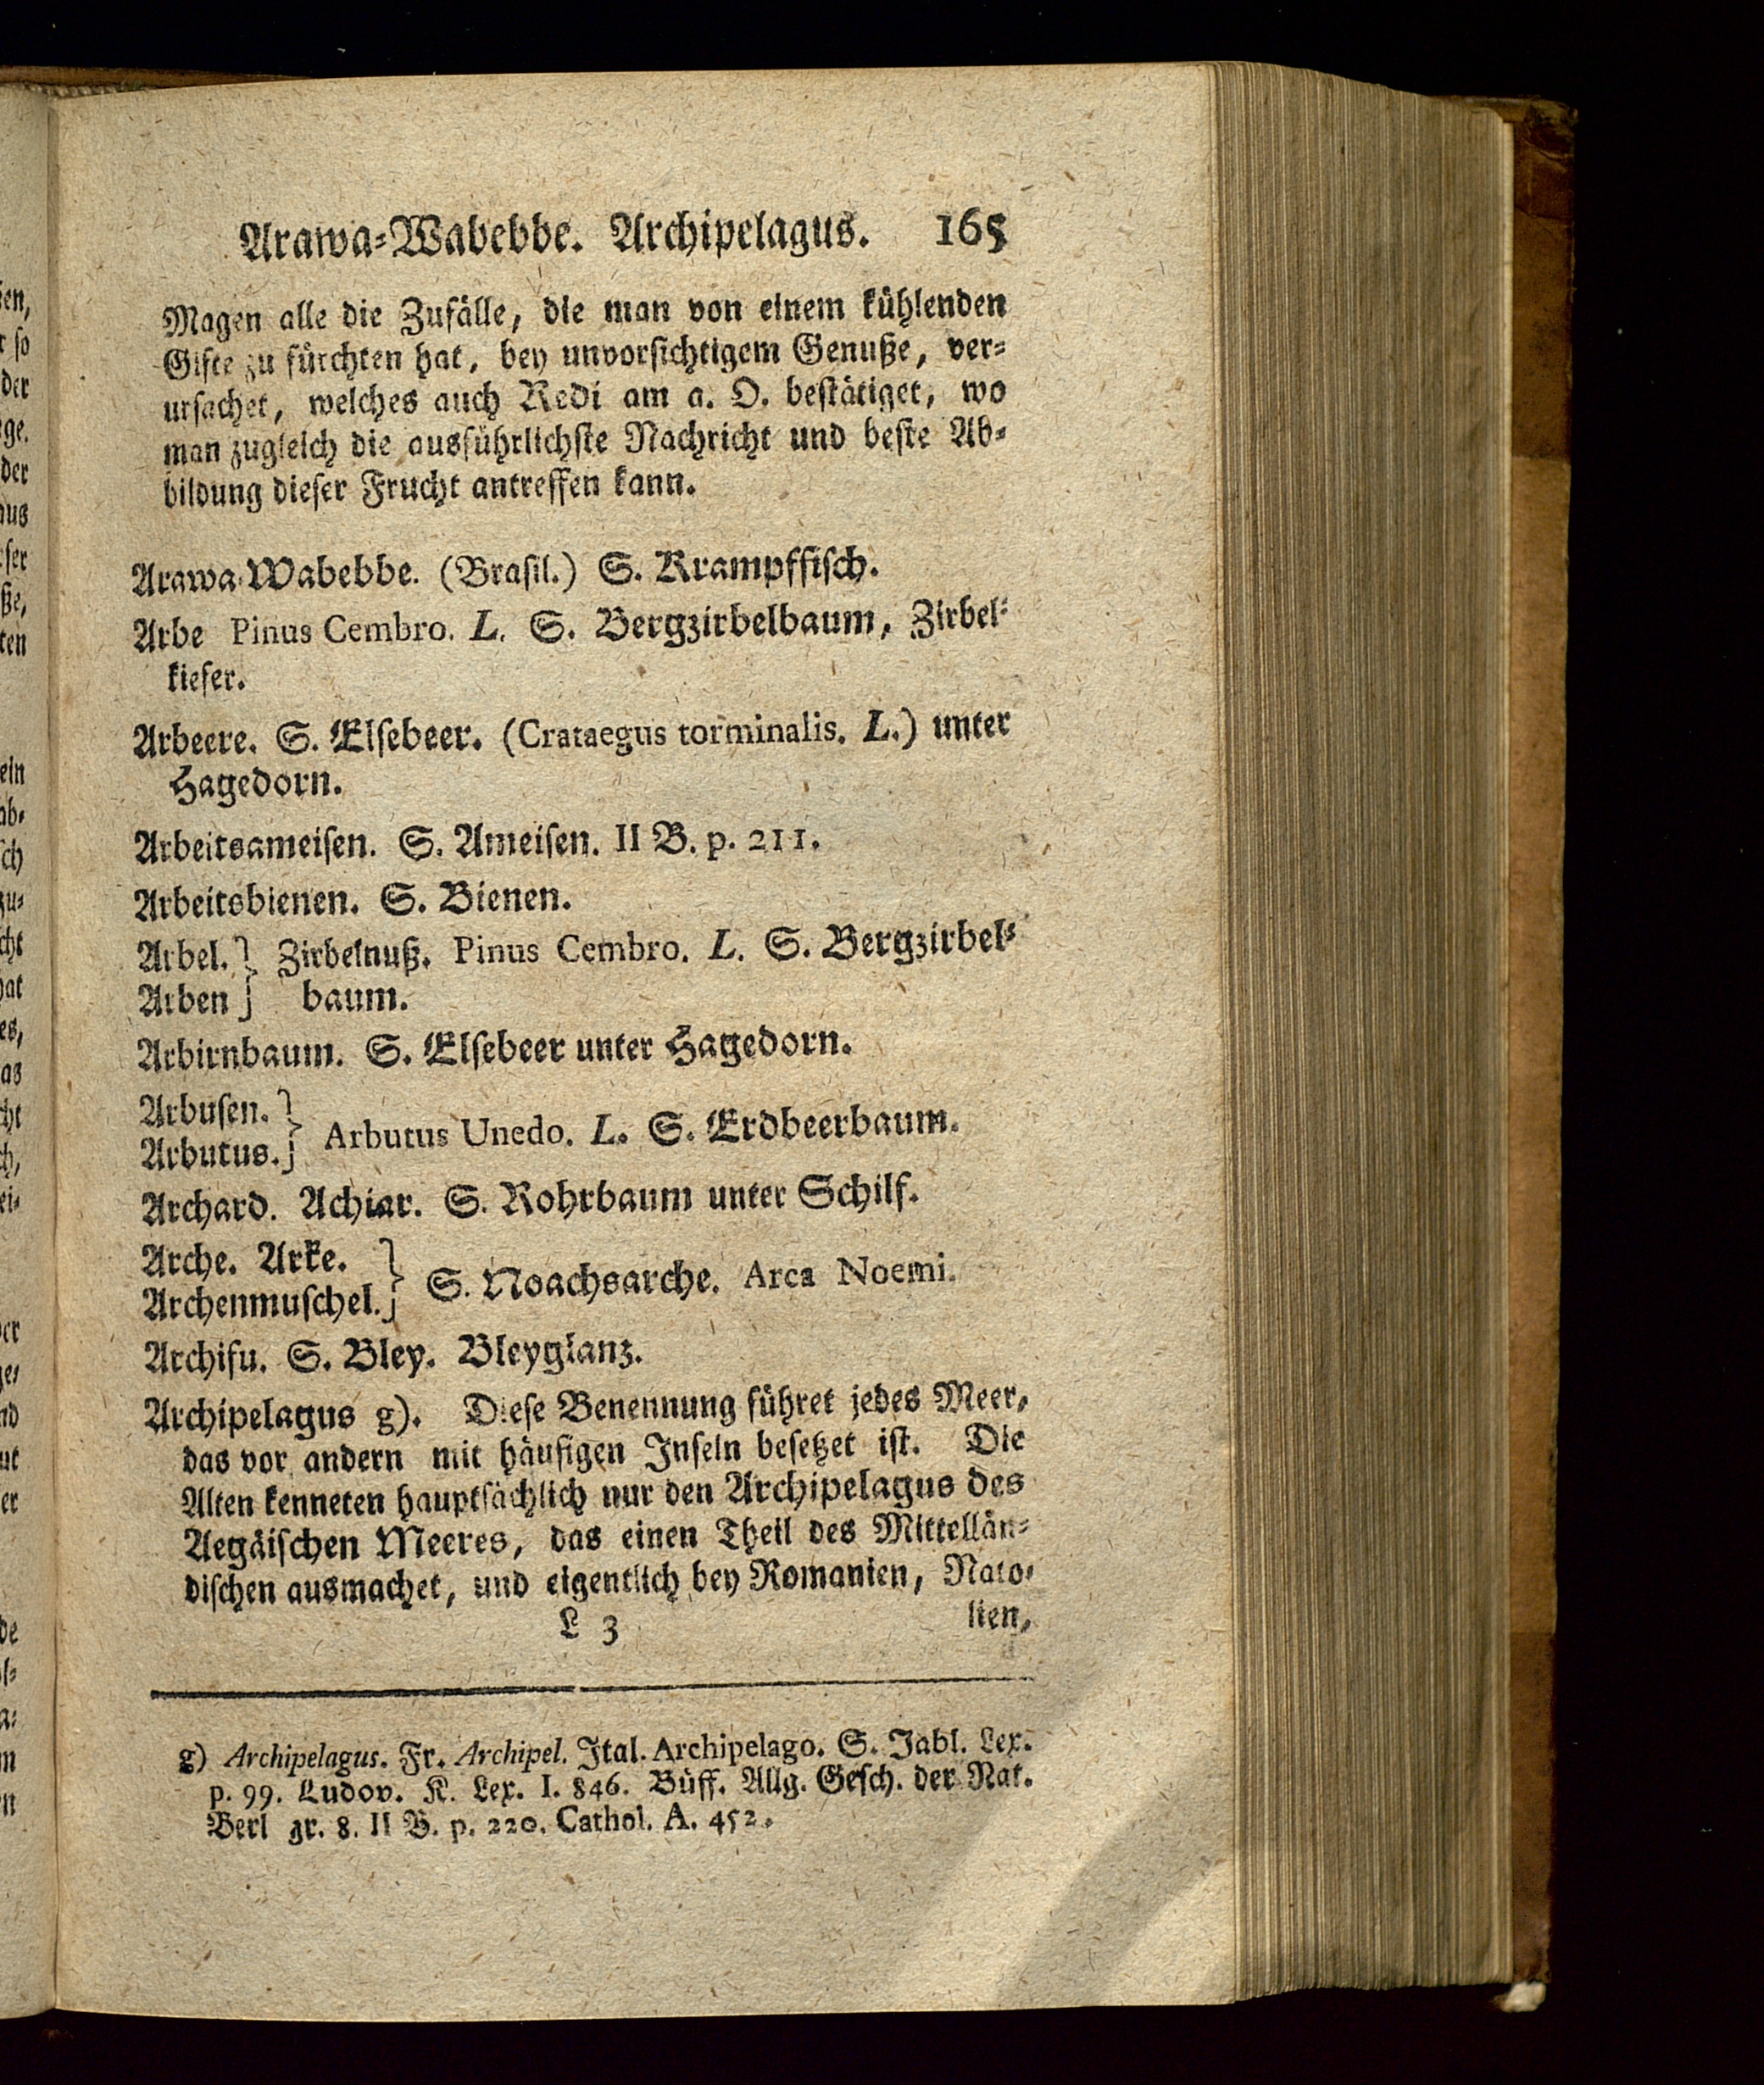 Arawa-Wabebbe. Archipelagus. 165
Magen alle die Zufälle, die man von einem kühlenden
Gifte zu fürchten hat, bey unvorsichtigem Genuße, ver-
ursachet, welches auch Redi am a. O. bestätiget, wo
man zugleich die ausführlichste Nachricht und beste Ab-
bildung dieser Frucht antreffen kann.
Arawa-Wabebbe. (Brasil.) S. Krampffisch.
Arbe Pinus Cembro. L. S. Bergzirbelbaum, Zirbel-
kiefer.
Arbeere. S. Elsebeer. (Crataegus torminalis. L.) unter
Hagedorn.
Arbeitsameisen. S. Ameisen. II B. p. 211.
Arbeitsbienen. S. Bienen.
Arbel. } Zirbelnuß. Pinus Cembro. L. S. Bergzirbel-
Arben } baum.
Arbirnbaum. S. Elsebeer unter Hagedorn.
Arbusen. }
Arbutus. } Arbutus Unedo. L. S. Erdbeerbaum.
Archard. Achiar. S. Rohrbaum unter Schilf.
Arche. Arke. }
Archenmuschel. } S. Noachsarche. Arca Noemi.
Archifu. S. Bley. Bleyglanz.
Archipelagus g). Diese Benennung führet jedes Meer,
das vor andern mit häufigen Inseln besetzet ist. Die
Alten kenneten hauptsächlich nur den Archipelagus des
Aegäischen Meeres, das einen Theil des Mittellän-
dischen ausmachet, und eigentlich bey Romanien, Nato-
L 3 lien,
g) Archipelagus. Fr. Archipel. Ital. Archipelago. S. Jabl. Lex.
p. 99. Ludov. K. Lex. I. 846. Büff. Allg. Gesch. der Nat.
Berl gr. 8. II B. p. 220. Cathol. A. 452.